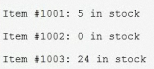 Item #1001: 5 in stock
Item #1002: 0 in stock
Item #1003: 24 in stock